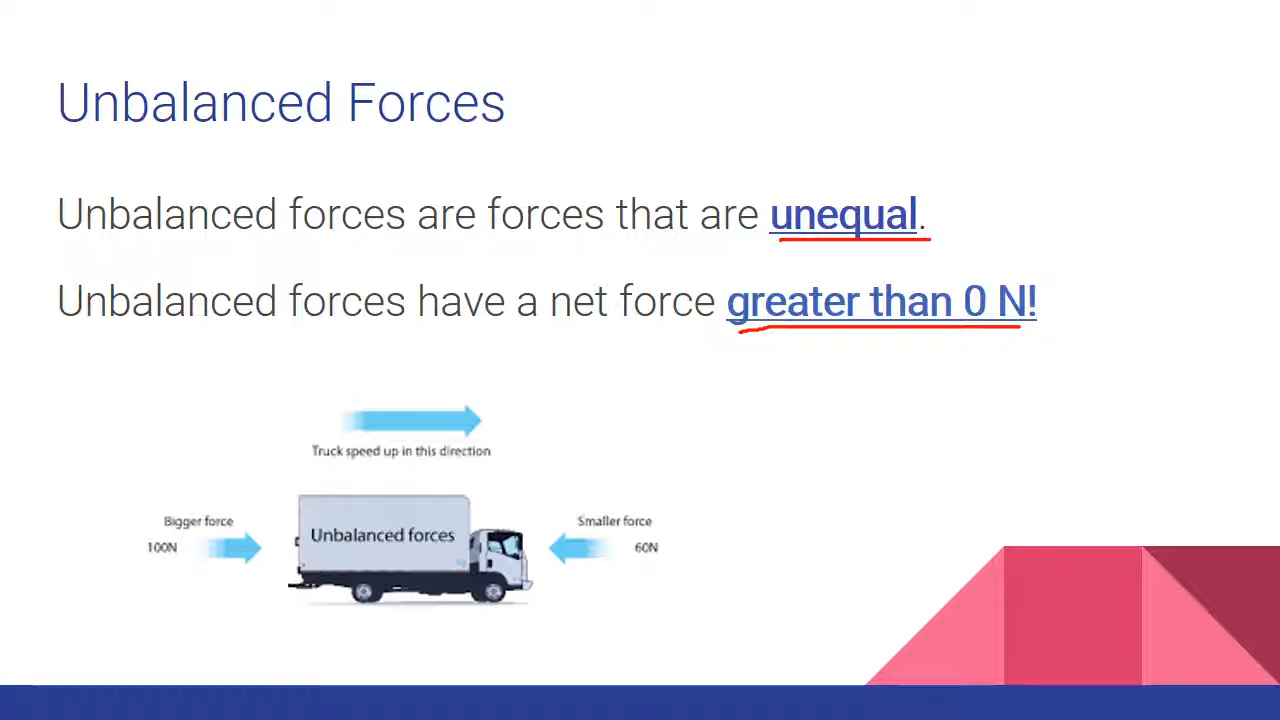 Unbalanced Forces
Unbalanced forces are forces that are unequal.
Unbalanced forces have a net force greater than 0 N!
Truck speed up in this direction
Bigger force
100N
Unbalanced forces
Smaller force
60N